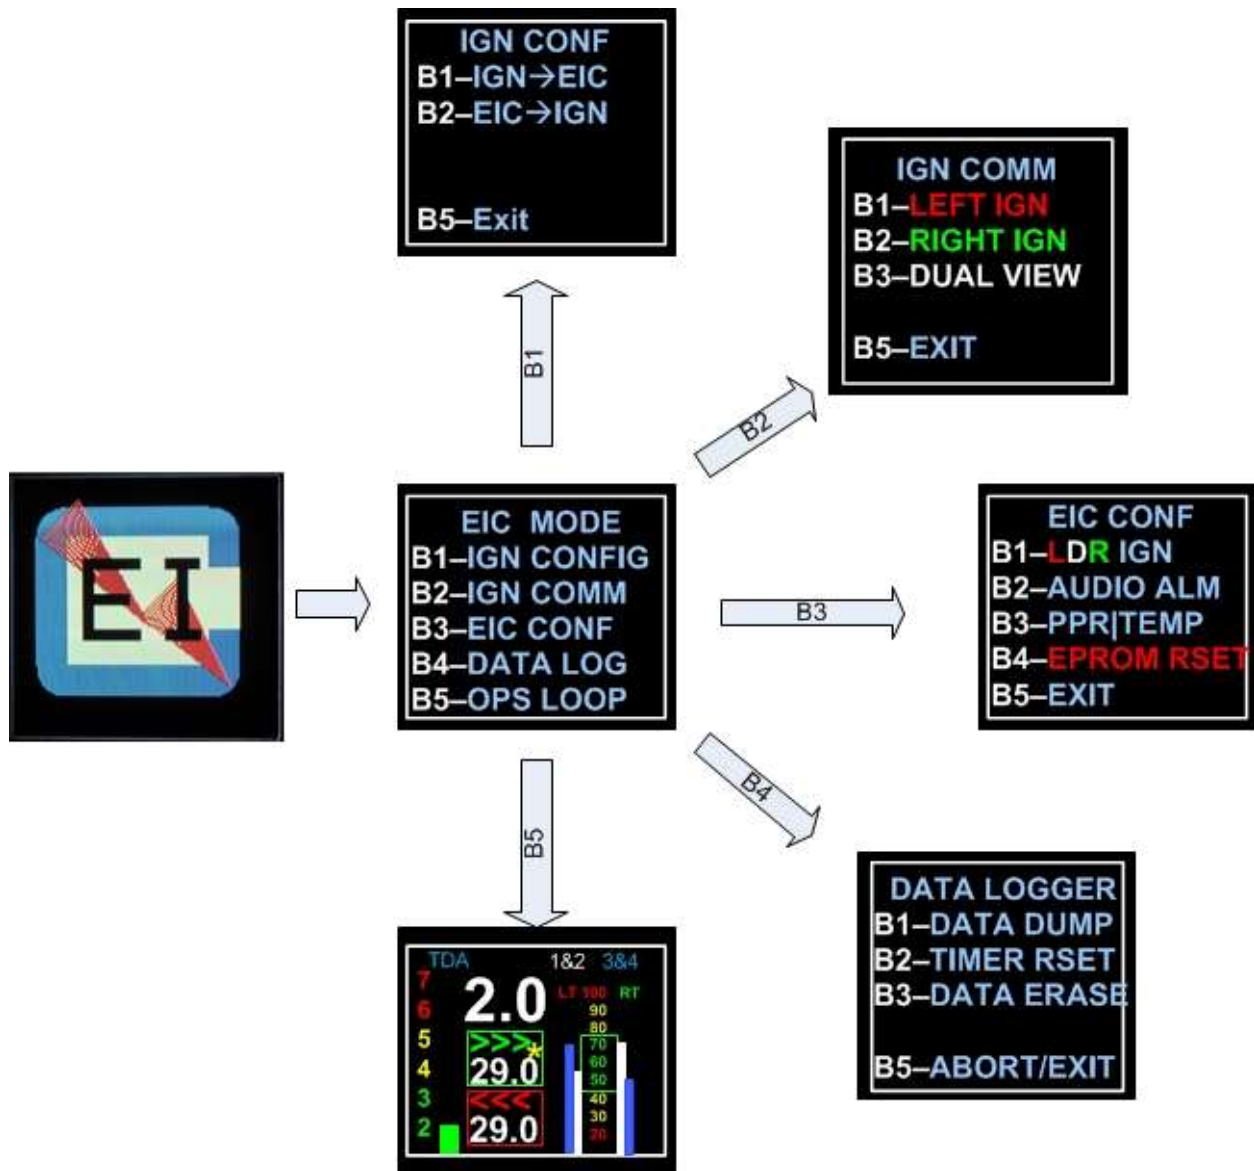 IGN CONF
B1–IGN→EIC
B2–EIC→IGN
B5–Exit
IGN COMM
B1–LEFT IGN
B2–RIGHT IGN
B3–DUAL VIEW
B5–EXIT
B1
B2
EI
EIC MODE
B1–IGN CONFIG
B2–IGN COMM
B3–EIC CONF
B4–DATA LOG
B5–OPS LOOP
B3
EIC CONF
B1–LDR IGN
B2–AUDIO ALM
B3–PPR|TEMP
B4–EPROM RSET
B5–EXIT
B4
B5
DATA LOGGER
B1–DATA DUMP
B2–TIMER RSET
B3–DATA ERASE
B5–ABORT/EXIT
TDA 1&2 3&4
7
6
5
4
3
2
2.0
>>>*
29.0
<<<
29.0
LT 100 RT
90
80
70
60
50
40
30
20